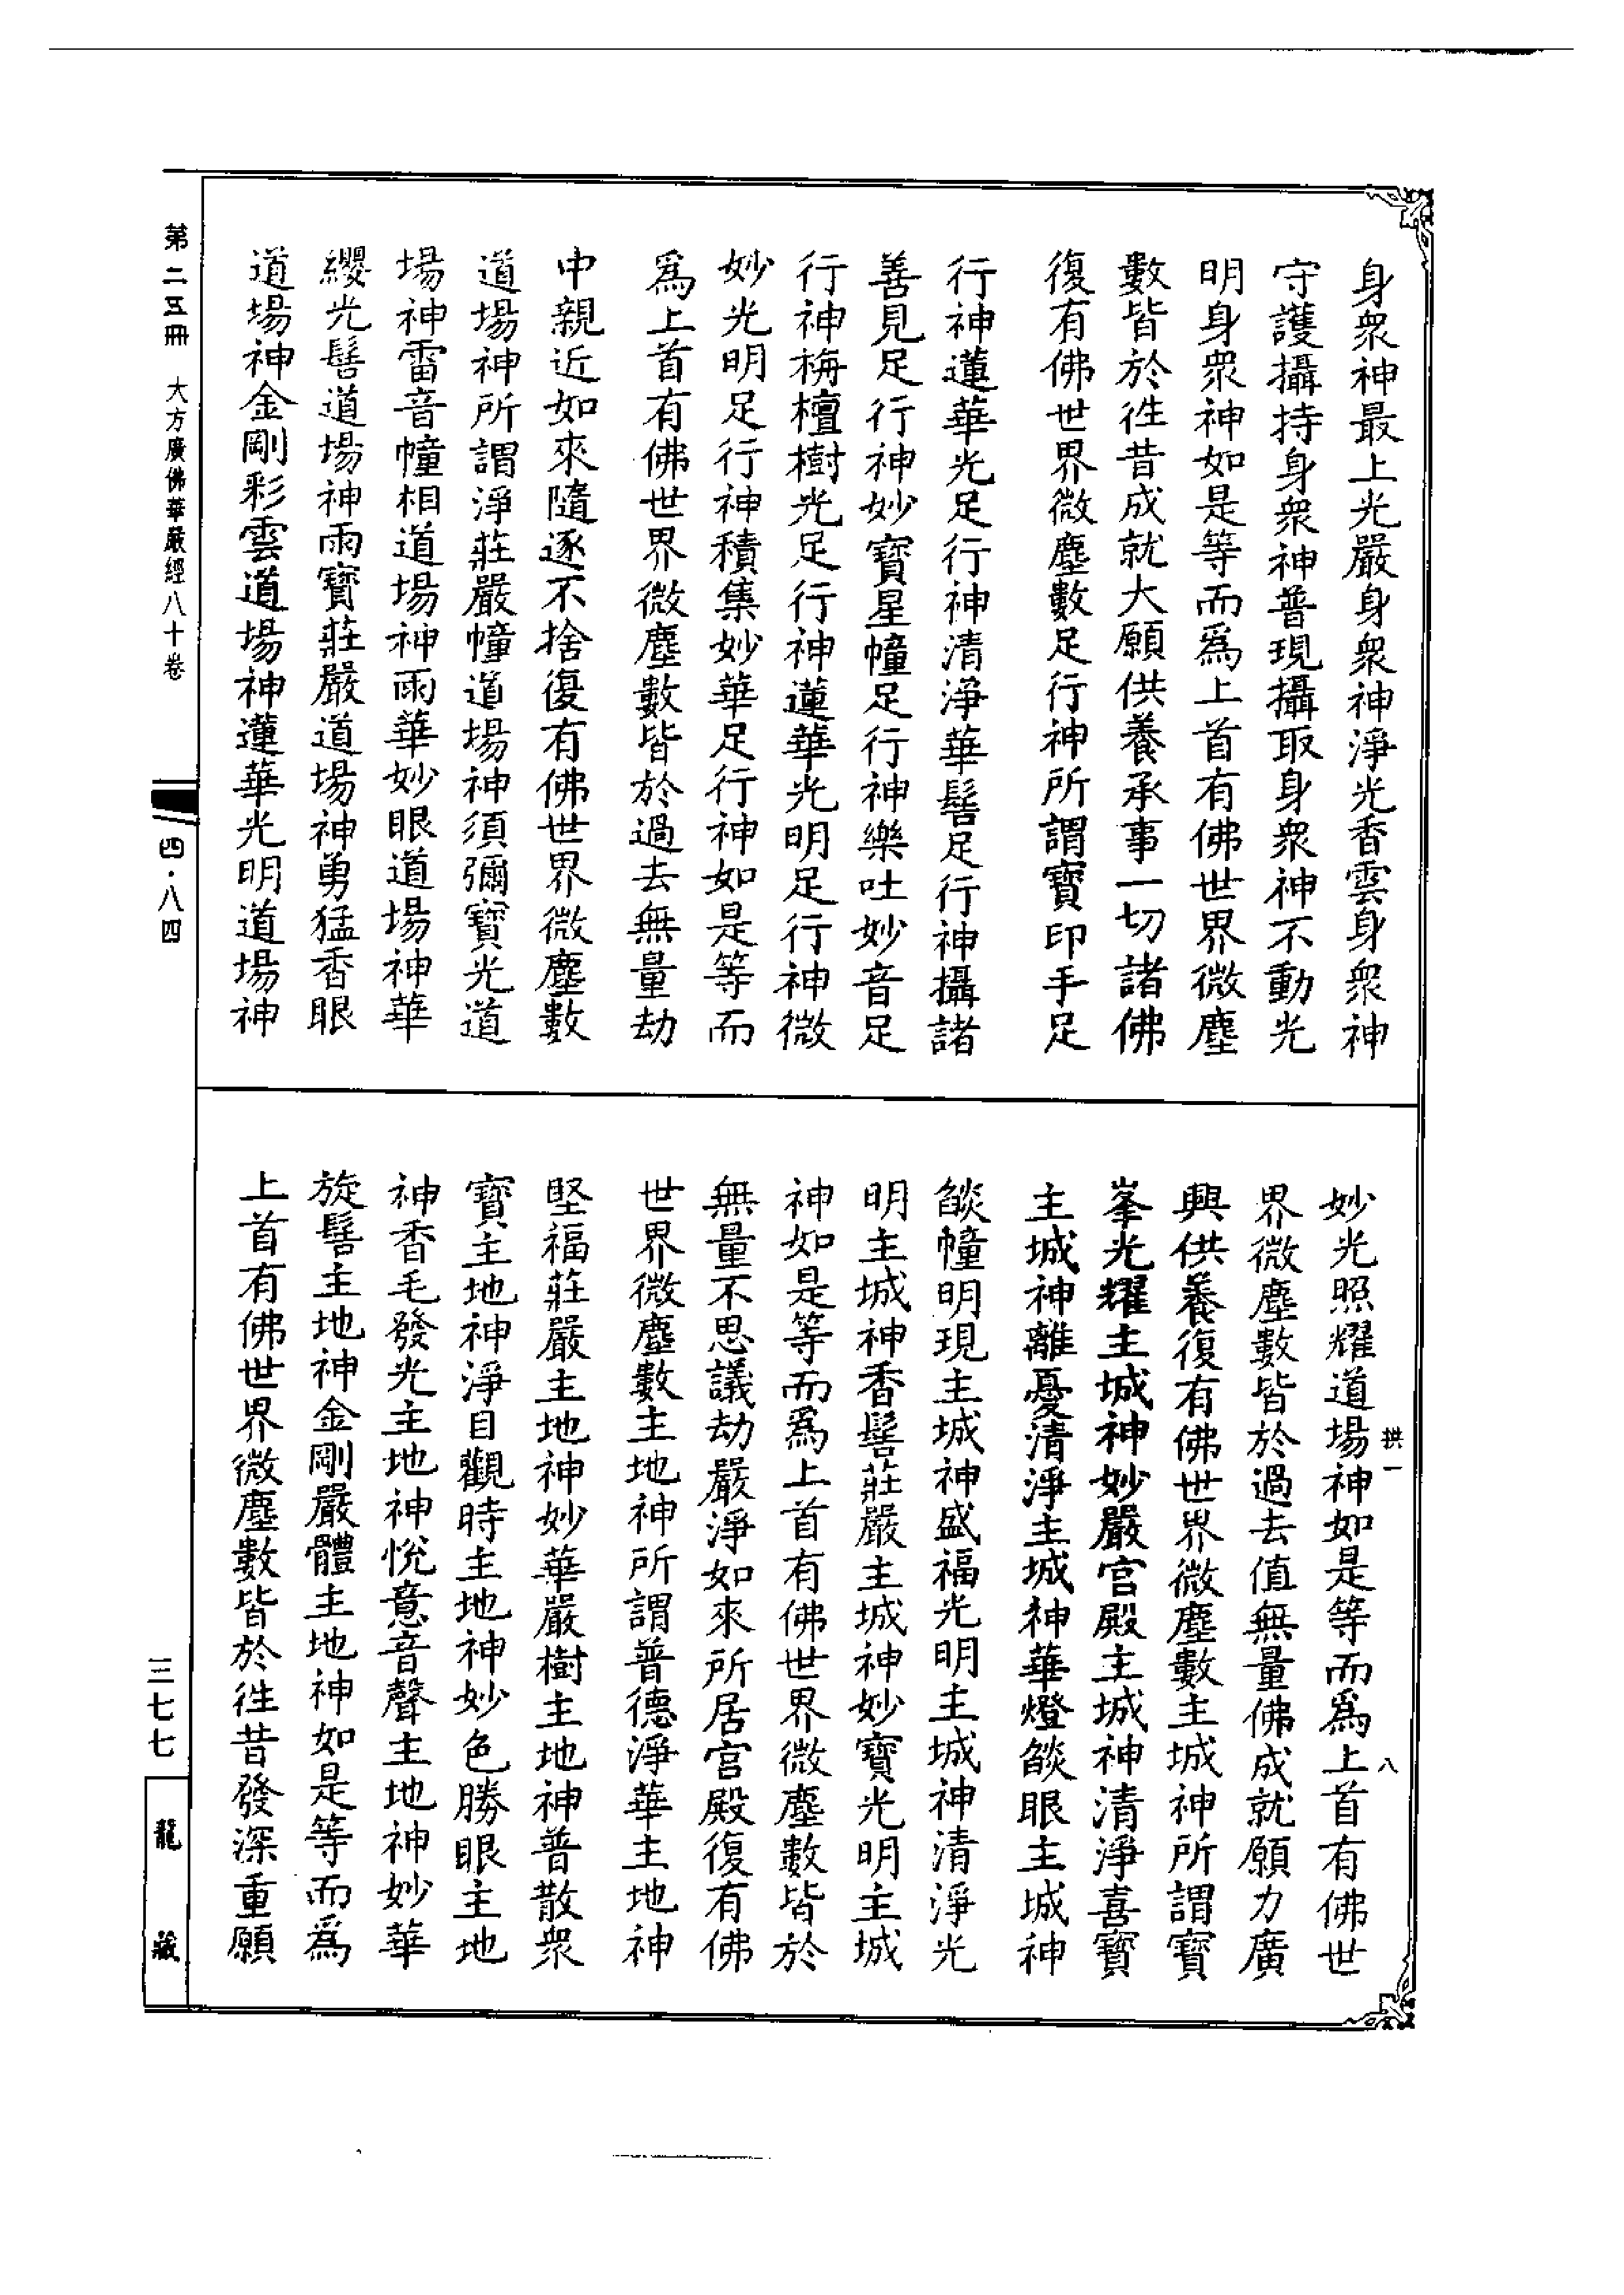 身衆神最上光嚴身衆神淨光香雲身衆神
守護攝持身衆神普現攝取身衆神不動光
明身衆神如是等而爲上首有佛世界微塵
數皆於徃昔成就大願供養承事一切諸佛
復有佛世界微塵數足行神所謂寶印手足
行神蓮華光足行神清淨華髻足行神攝諸
善見足行神妙寶星幢足行神樂吐妙音足
行神栴檀樹光足行神蓮華光明足行神微
妙光明足行神積集妙華足行神如是等而
爲上首有佛世界微塵數皆於過去無量劫
中親近如來隨逐不捨復有佛世界微塵數
道場神所謂淨莊嚴幢道場神須彌寶光道
場神雷音幢相道場神雨華妙眼道場神華
纓光髻道場神雨寶莊嚴道場神勇猛香眼
道場神金剛彩雲道場神蓮華光明道場神
妙光照耀道場神如是等而爲上首有佛世
界微塵數皆於過去值無量佛成就願力廣
興供養復有佛世界微塵數主城神所謂寶
峯光耀主城神妙嚴宫殿主城神清淨喜寶
主城神離憂清淨主城神華燈燄眼主城神
燄幢明現主城神盛福光明主城神清淨光
明主城神香髻莊嚴主城神妙寶光明主城
神如是等而爲上首有佛世界微塵數皆於
無量不思議劫嚴淨如來所居宫殿復有佛
世界微塵數主地神所謂普德淨華主地神
堅福莊嚴主地神妙華嚴樹主地神普散衆
寶主地神淨目觀時主地神妙色勝眼主地
神香毛發光主地神悅意音聲主地神妙華
旋髻主地神金剛嚴體主地神如是等而爲
上首有佛世界微塵數皆於徃昔發深重願
拱一
八
第二五冊 大方廣佛華嚴經八十卷
四·八四
三七七
龍藏